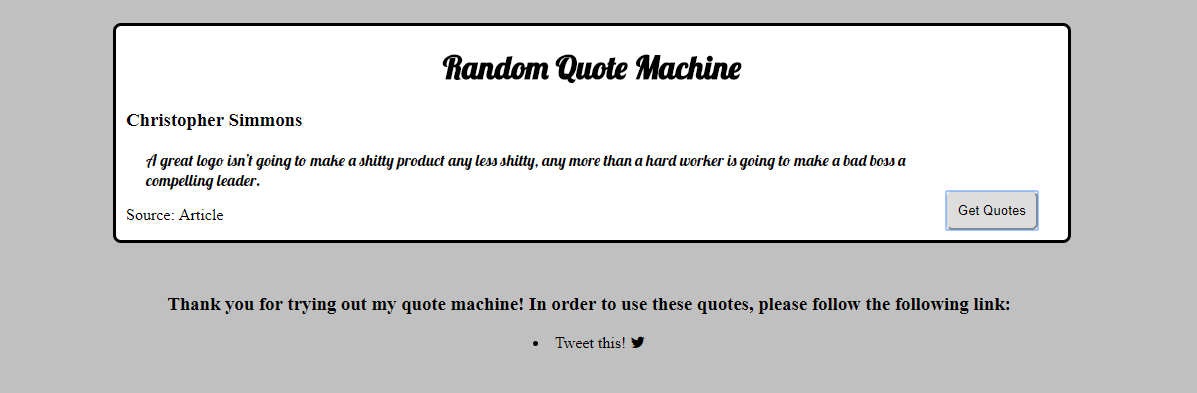 Random Quote Machine
Christopher Simmons
A great logo isn't going to make a shitty product any less shitty, any more than a hard worker is going to make a bad boss a
compelling leader.
Source: Article
Get Quotes
Thank you for trying out my quote machine! In order to use these quotes, please follow the following link:
• Tweet this!